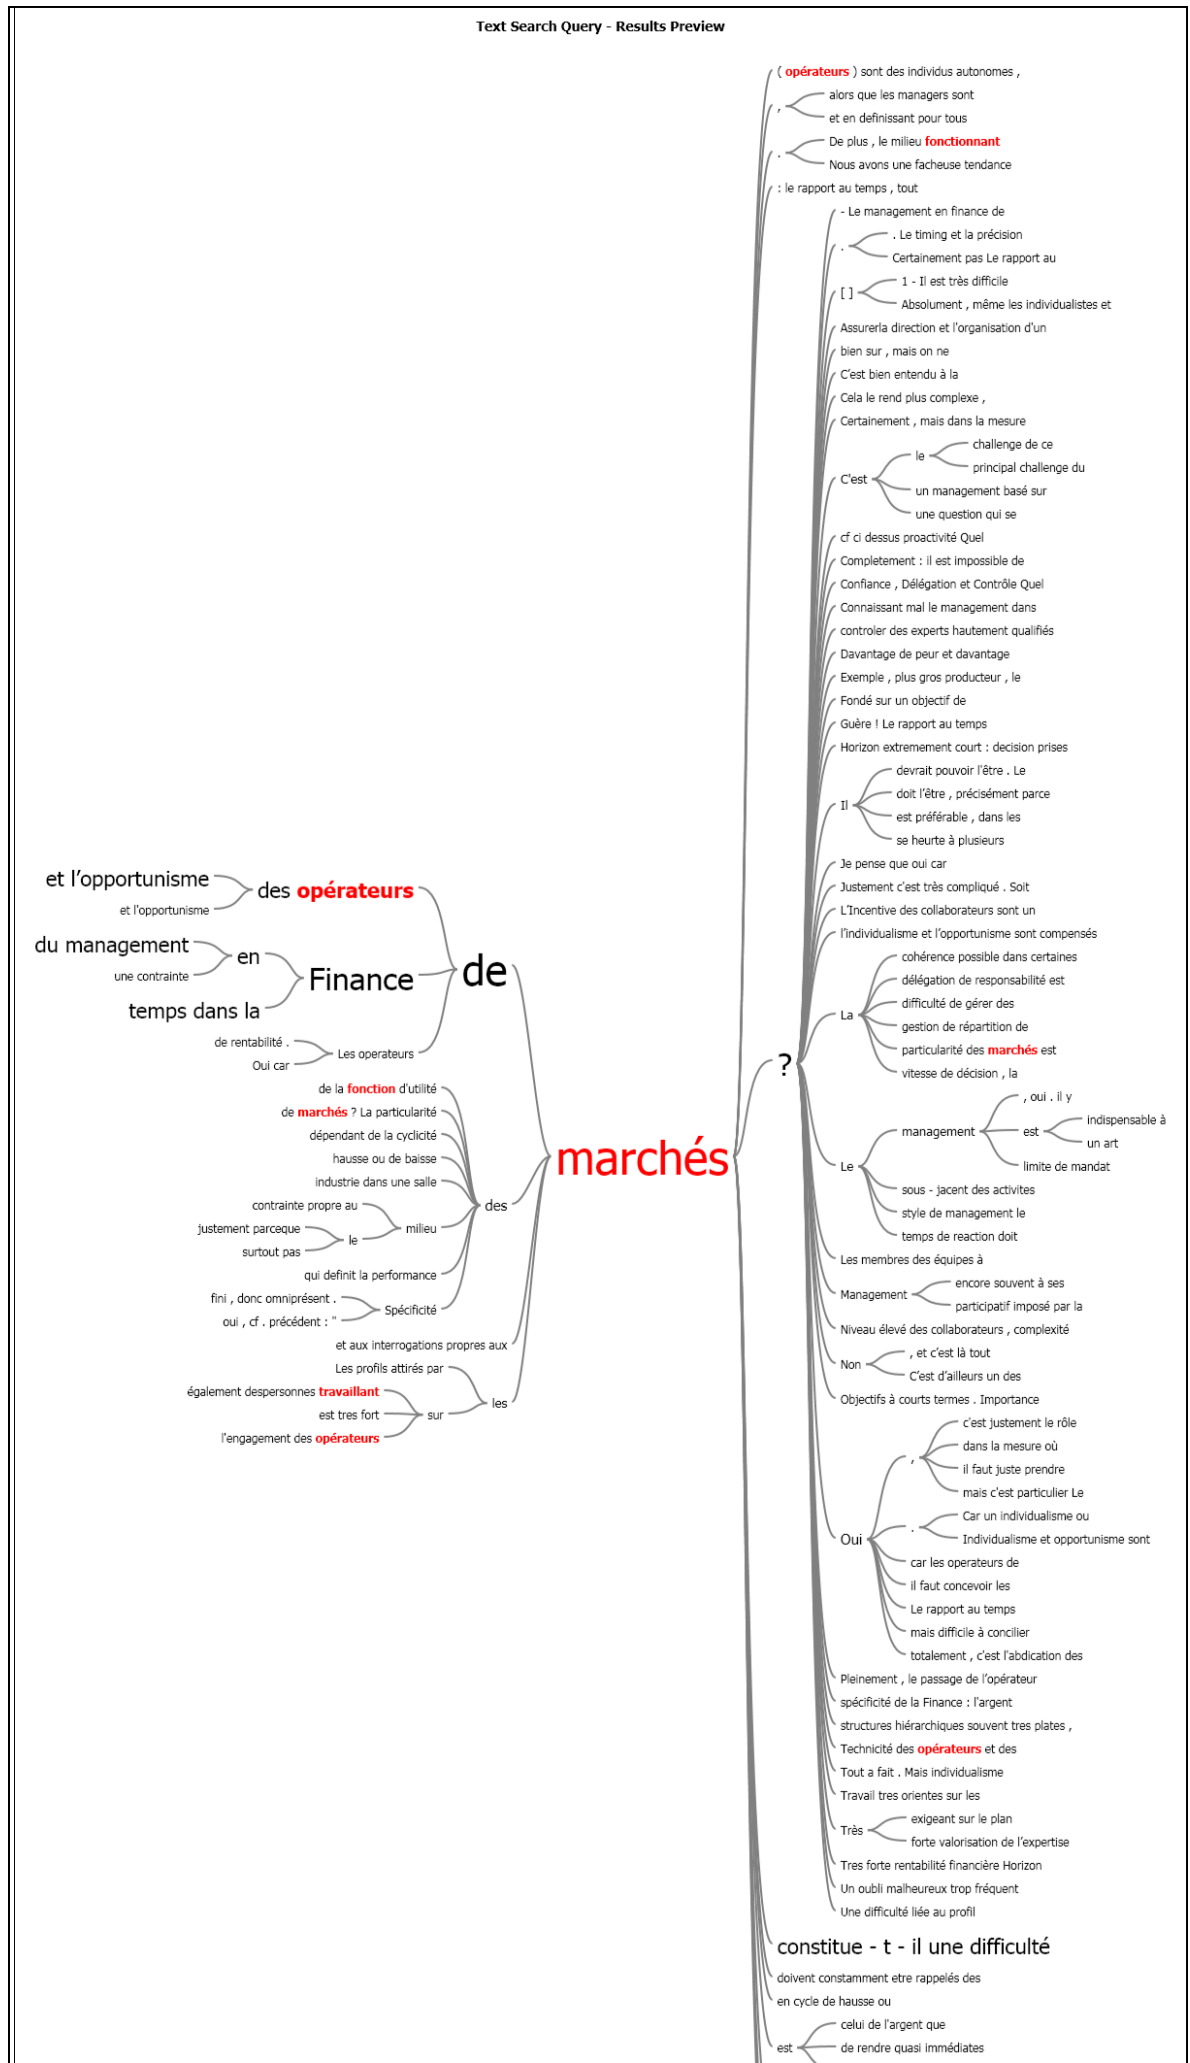 Text Search Query - Results Preview
et l’opportunisme
et l'opportunisme
des opérateurs
du management
une contrainte
en
temps dans la
Finance
de rentabilité .
Oui car
Les operateurs
de
de la fonction d'utilité
de marchés ? La particularité
dépendant de la cyclicité
hausse ou de baisse
industrie dans une salle
contrainte propre au
justement parceque
surtout pas
le
milieu
qui definit la performance
fini , donc omniprésent .
oui , cf . précédent : "
Spécificité
des
et aux interrogations propres aux
Les profils attirés par
également despersonnes travaillant
est tres fort
l'engagement des opérateurs
sur
les
marchés
( opérateurs ) sont des individus autonomes ,
,
alors que les managers sont
et en definissant pour tous
.
De plus , le milieu fonctionnant
Nous avons une facheuse tendance
: le rapport au temps , tout
?
- Le management en finance de
.
. Le timing et la précision
Certainement pas Le rapport au
[ ]
1 - Il est très difficile
Absolument , même les individualistes et
Assurerla direction et l'organisation d'un
bien sur , mais on ne
C’est bien entendu à la
Cela le rend plus complexe ,
Certainement , mais dans la mesure
C'est
le
challenge de ce
principal challenge du
un management basé sur
une question qui se
cf ci dessus proactivité Quel
Completement : il est impossible de
Confiance , Délégation et Contrôle Quel
Connaissant mal le management dans
controler des experts hautement qualifiés
Davantage de peur et davantage
Exemple , plus gros producteur , le
Fondé sur un objectif de
Guère ! Le rapport au temps
Horizon extremement court : decision prises
Il
devrait pouvoir l'être . Le
doit l’être , précisément parce
est préférable , dans les
se heurte à plusieurs
Je pense que oui car
Justement c'est très compliqué . Soit
L'Incentive des collaborateurs sont un
l’individualisme et l’opportunisme sont compensés
La
cohérence possible dans certaines
délégation de responsabilité est
difficulté de gérer des
gestion de répartition de
particularité des marchés est
vitesse de décision , la
Le
management
, oui . il y
est
indispensable à
un art
limite de mandat
sous - jacent des activites
style de management le
temps de reaction doit
Les membres des équipes à
Management
encore souvent à ses
participatif imposé par la
Niveau élevé des collaborateurs , complexité
Non
, et c’est là tout
C’est d’ailleurs un des
Objectifs à courts termes . Importance
Oui
,
c'est justement le rôle
dans la mesure où
il faut juste prendre
mais c'est particulier Le
.
Car un individualisme ou
Individualisme et opportunisme sont
car les operateurs de
il faut concevoir les
Le rapport au temps
mais difficile à concilier
totalement , c'est l'abdication des
Pleinement , le passage de l’opérateur
spécificité de la Finance : l'argent
structures hiérarchiques souvent tres plates ,
Technicité des opérateurs et des
Tout a fait . Mais individualisme
Travail tres orientes sur les
Très
exigeant sur le plan
forte valorisation de l’expertise
Tres forte rentabilité financière Horizon
Un oubli malheureux trop fréquent
Une difficulté liée au profil
constitue - t - il une difficulté
doivent constamment etre rappelés des
en cycle de hausse ou
est
celui de l'argent que
de rendre quasi immédiates